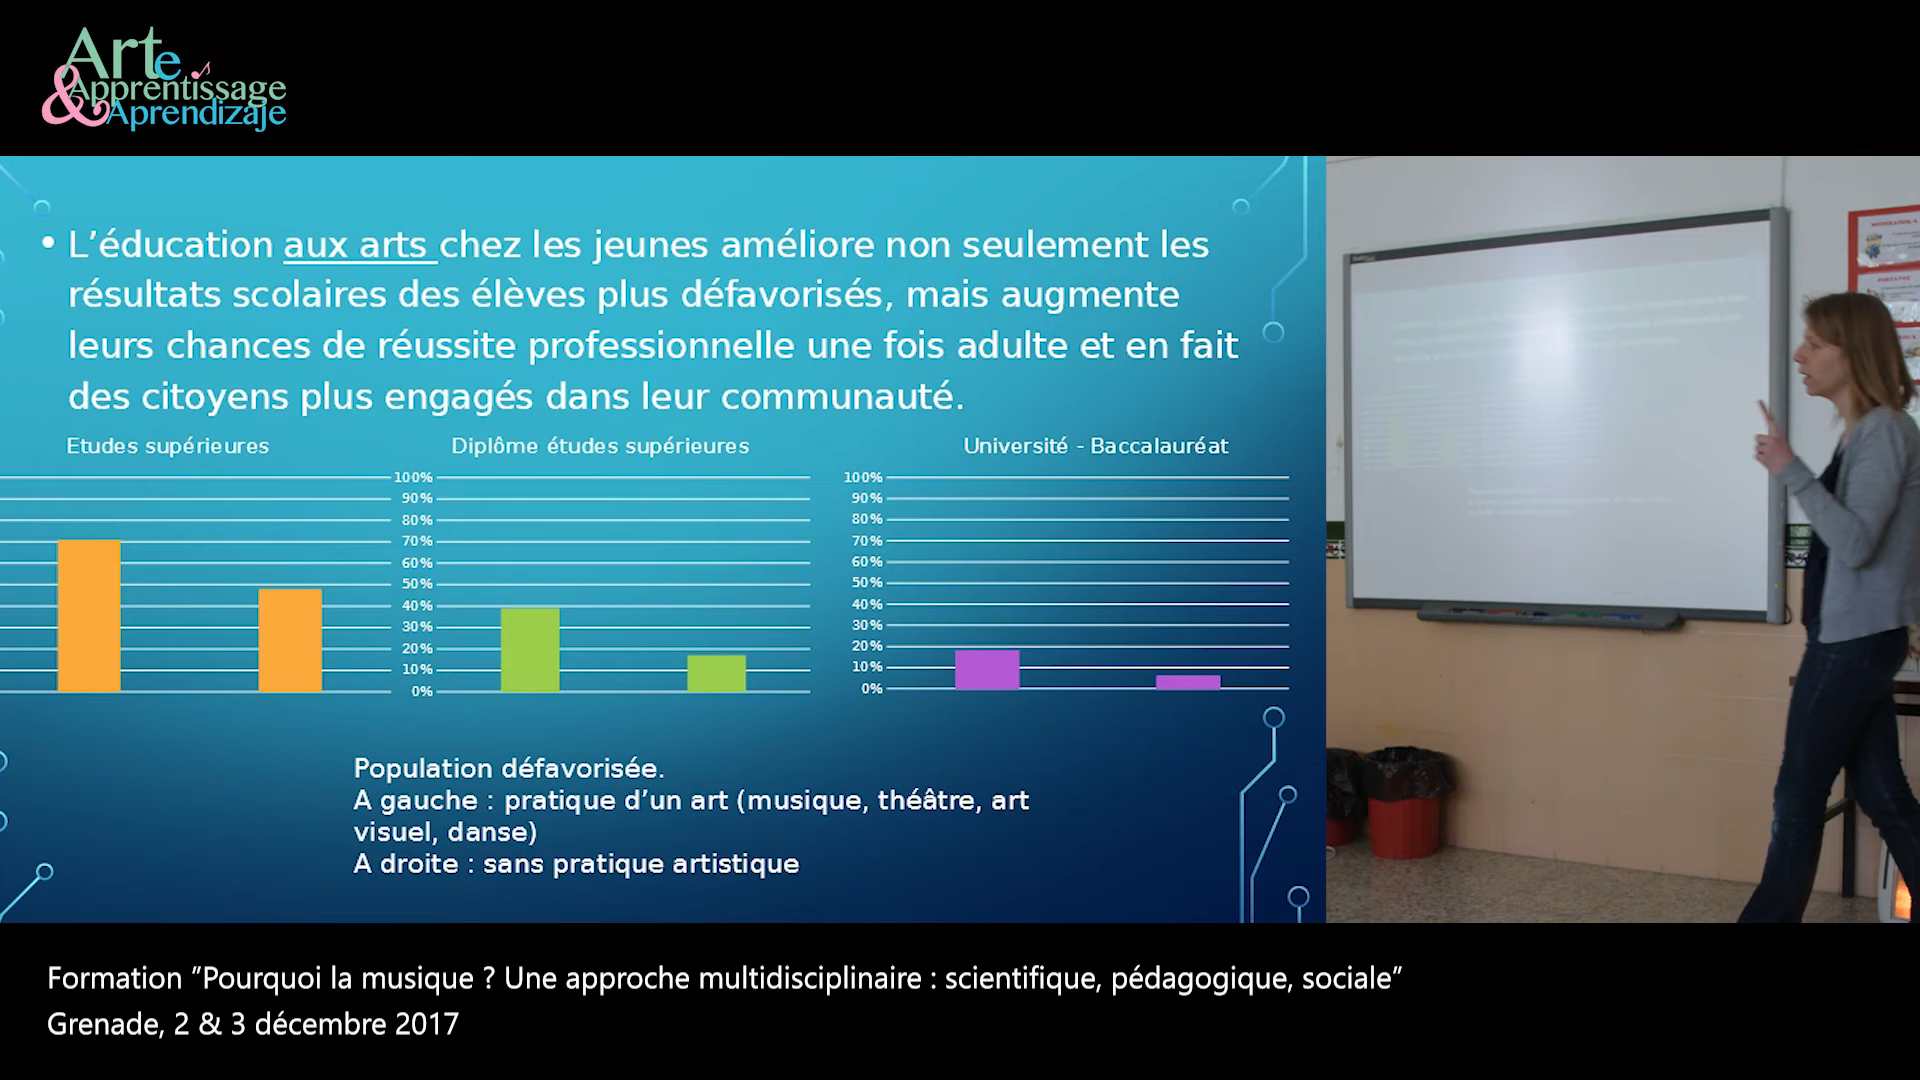 Arte
& Apprentissage
Aprendizaje
• L’éducation aux arts chez les jeunes améliore non seulement les
résultats scolaires des élèves plus défavorisés, mais augmente
leurs chances de réussite professionnelle une fois adulte et en fait
des citoyens plus engagés dans leur communauté.
Etudes supérieures
Diplôme études supérieures
100%
90%
80%
70%
60%
50%
40%
30%
20%
10%
0%
Université - Baccalauréat
100%
90%
80%
70%
60%
50%
40%
30%
20%
10%
0%
Population défavorisée.
A gauche : pratique d’un art (musique, théâtre, art
visuel, danse)
A droite : sans pratique artistique
Formation ”Pourquoi la musique ? Une approche multidisciplinaire : scientifique, pédagogique, sociale”
Grenade, 2 & 3 décembre 2017